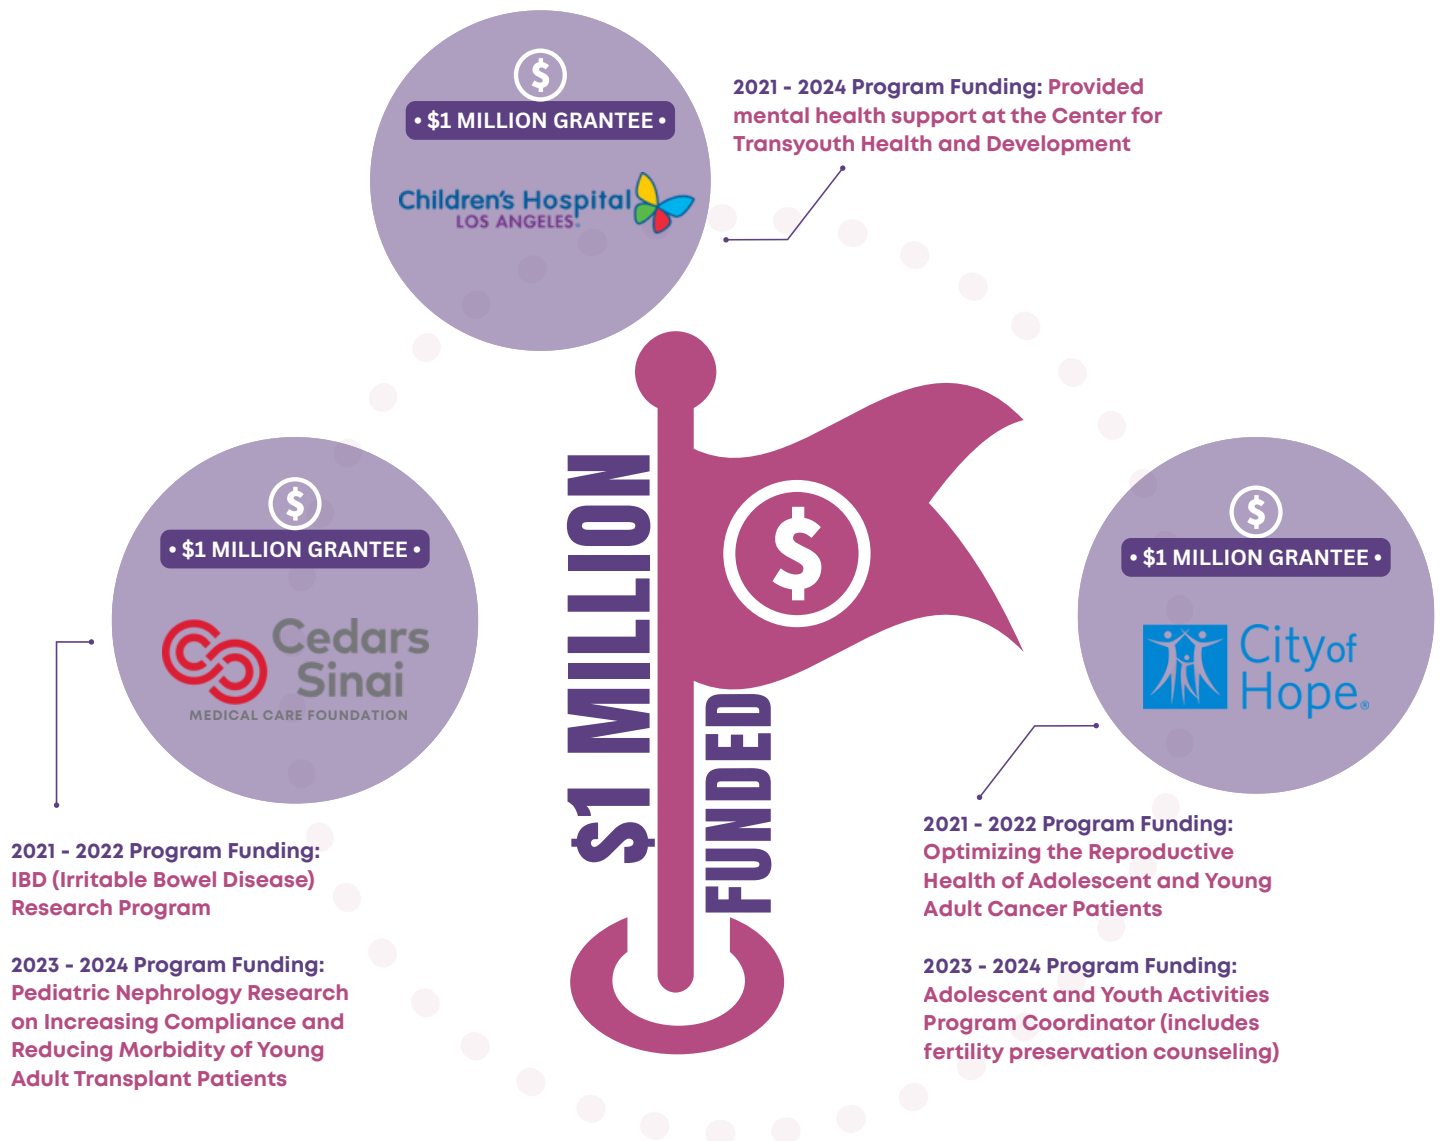 $
• $1 MILLION GRANTEE •
Children's Hospital
LOS ANGELES
2021 - 2024 Program Funding: Provided
mental health support at the Center for
Transyouth Health and Development
$
• $1 MILLION GRANTEE •
Cedars
Sinai
MEDICAL CARE FOUNDATION
2021 - 2022 Program Funding:
IBD (Irritable Bowel Disease)
Research Program
2023 - 2024 Program Funding:
Pediatric Nephrology Research
on Increasing Compliance and
Reducing Morbidity of Young
Adult Transplant Patients
$1 MILLION
FUNDED
$
$
• $1 MILLION GRANTEE •
City of
Hope®
2021 - 2022 Program Funding:
Optimizing the Reproductive
Health of Adolescent and Young
Adult Cancer Patients
2023 - 2024 Program Funding:
Adolescent and Youth Activities
Program Coordinator (includes
fertility preservation counseling)